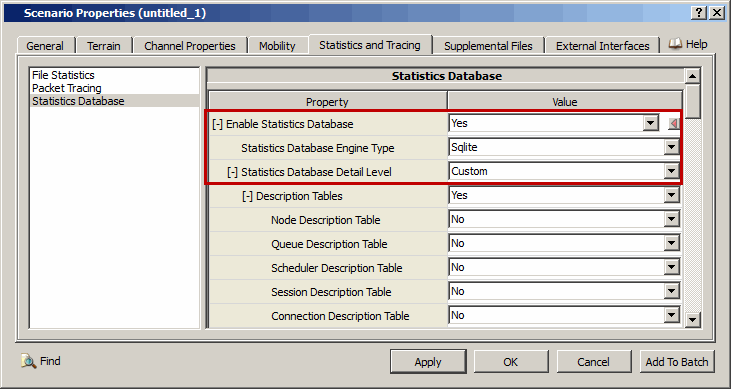 Scenario Properties (untitled_1)
General Terrain Channel Properties Mobility Statistics and Tracing Supplemental Files External Interfaces Help
File Statistics
Packet Tracing
Statistics Database
Statistics Database
Property Value
[-] Enable Statistics Database Yes
Statistics Database Engine Type Sqlite
[-] Statistics Database Detail Level Custom
[-] Description Tables Yes
Node Description Table No
Queue Description Table No
Scheduler Description Table No
Session Description Table No
Connection Description Table No
Find Apply OK Cancel Add To Batch